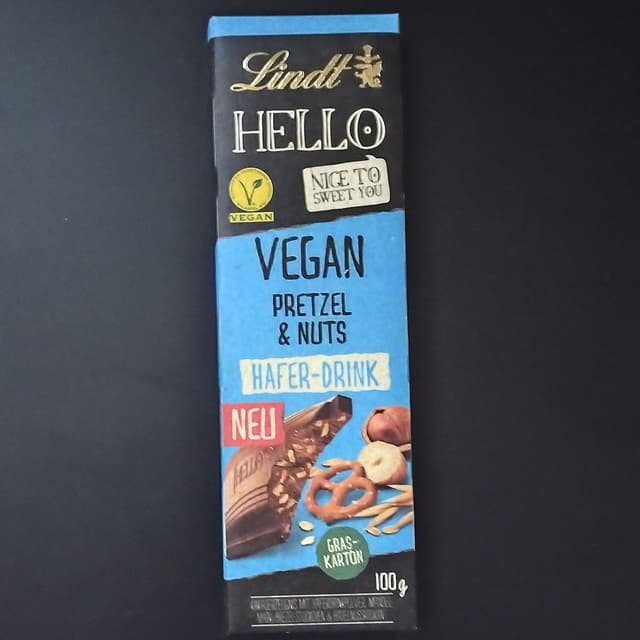 Lindt
HELLO
NICE TO
SWEET YOU
VEGAN
VEGAN
PRETZEL
& NUTS
HAFER-DRINK
NEU
HELLO
GRAS-
KARTON
100g